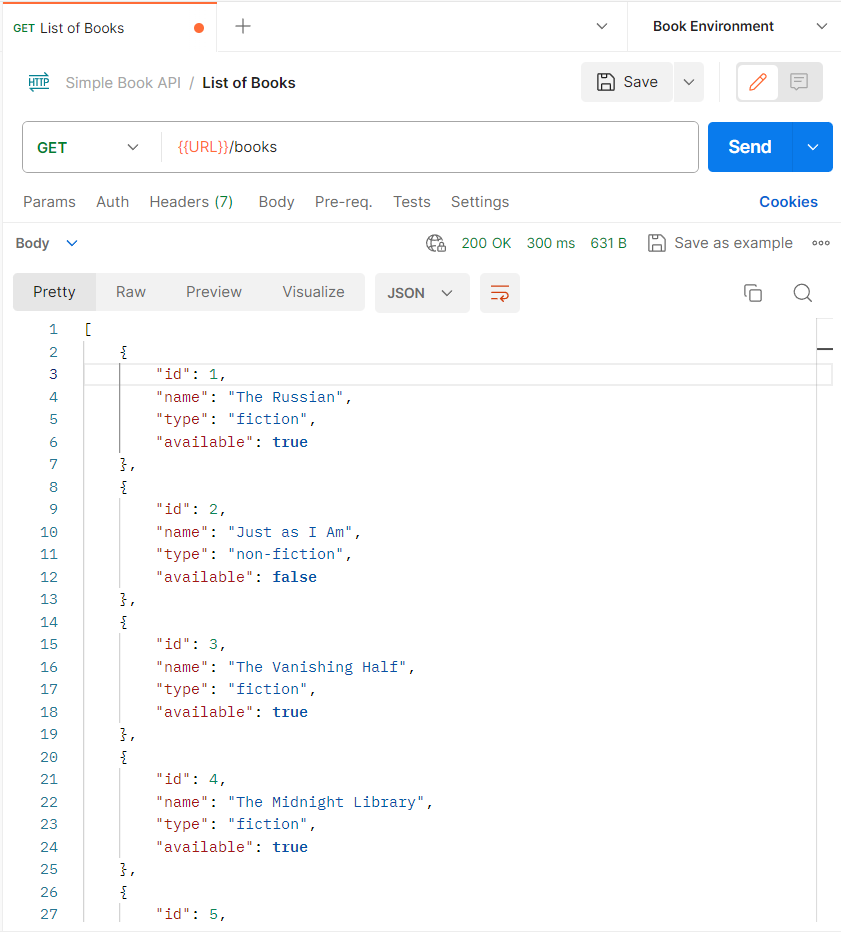 GET List of Books
Book Environment
HTTP Simple Book API / List of Books Save
GET {{URL}}/books Send
Params Auth Headers (7) Body Pre-req. Tests Settings Cookies
Body 200 OK 300 ms 631 B Save as example
Pretty Raw Preview Visualize JSON
1 [
2 {
3 "id": 1,
4 "name": "The Russian",
5 "type": "fiction",
6 "available": true
7 },
8 {
9 "id": 2,
10 "name": "Just as I Am",
11 "type": "non-fiction",
12 "available": false
13 },
14 {
15 "id": 3,
16 "name": "The Vanishing Half",
17 "type": "fiction",
18 "available": true
19 },
20 {
21 "id": 4,
22 "name": "The Midnight Library",
23 "type": "fiction",
24 "available": true
25 },
26 {
27 "id": 5,